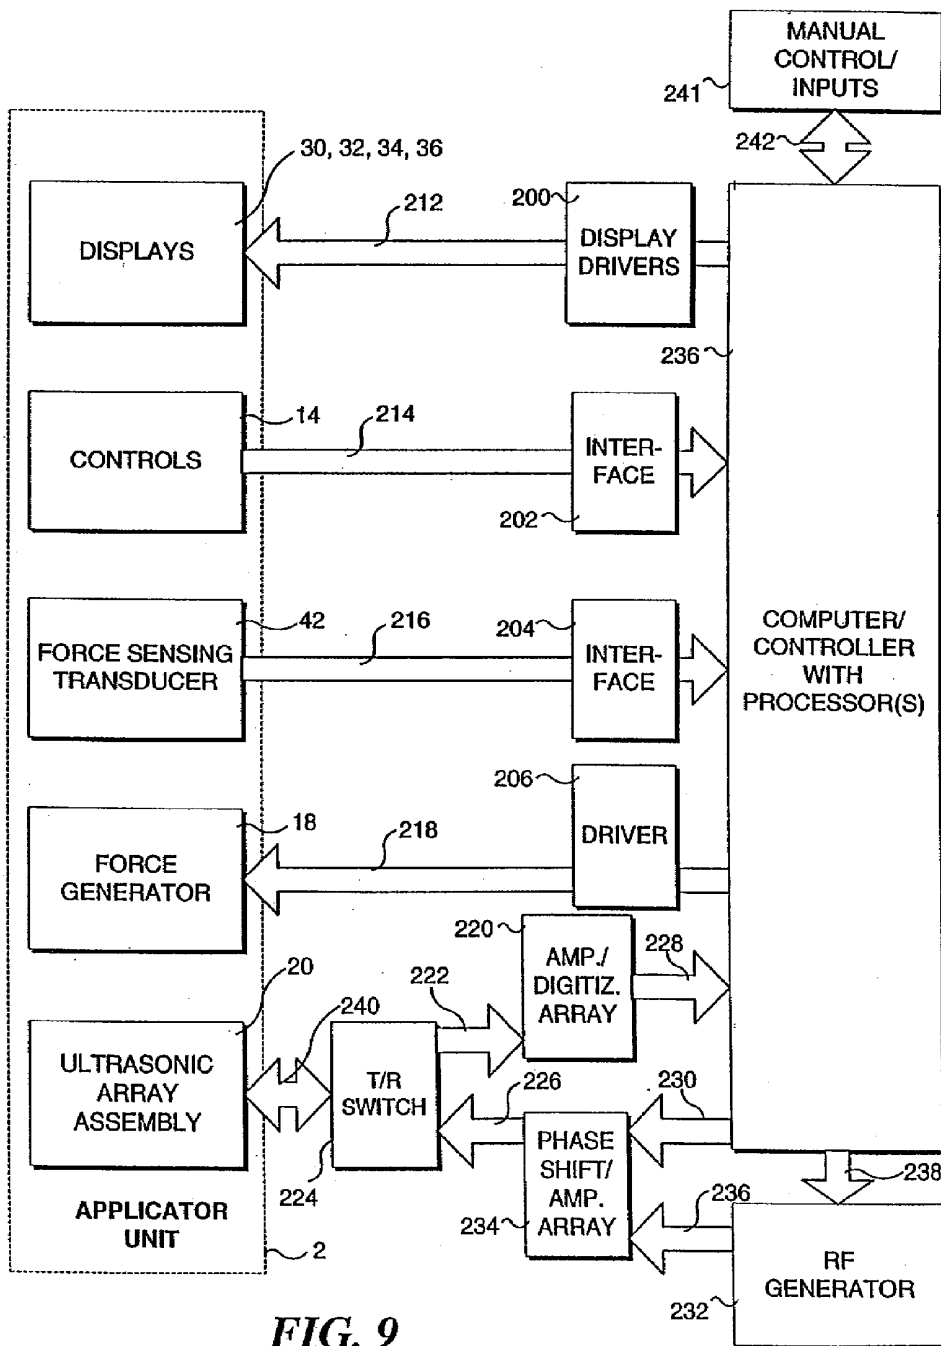 MANUAL
CONTROL/
INPUTS
241
242
30, 32, 34, 36
212
200
DISPLAYS
DISPLAY
DRIVERS
236
14
214
CONTROLS
INTER-
FACE
202
42
216
204
FORCE SENSING
TRANSDUCER
INTER-
FACE
COMPUTER/
CONTROLLER
WITH
PROCESSOR(S)
206
18
218
DRIVER
FORCE
GENERATOR
220
AMP./
DIGITIZ.
ARRAY
228
20
240
222
ULTRASONIC
ARRAY
ASSEMBLY
T/R
SWITCH
224
226
230
PHASE
SHIFT/
AMP.
ARRAY
234
236
238
APPLICATOR
UNIT
2
RF
GENERATOR
232
FIG. 9